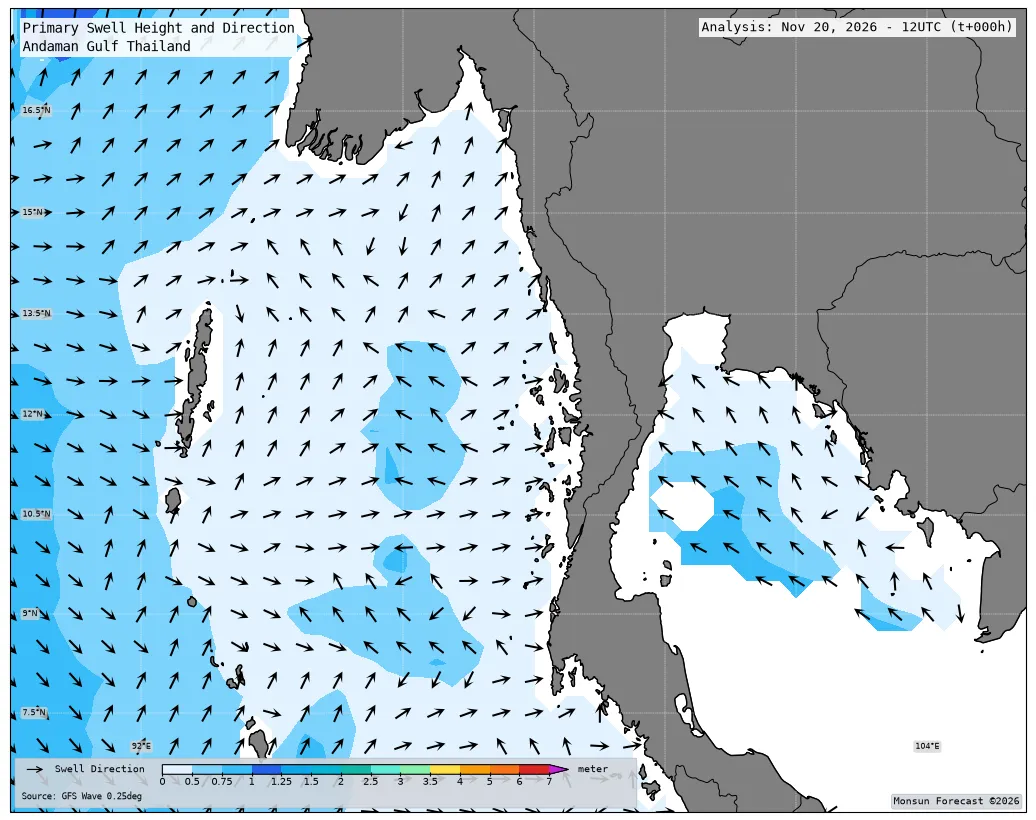 Primary Swell Height and Direction
Andaman Gulf Thailand
Analysis: Nov 20, 2026 - 12UTC (t+000h)
16.5°N
15°N
13.5°N
12°N
10.5°N
9°N
7.5°N
92°E
104°E
Swell Direction
0 0.5 0.75 1 1.25 1.5 2 2.5 3 3.5 4 5 6 7 meter
Source: GFS Wave 0.25deg
Monsun Forecast ©2026